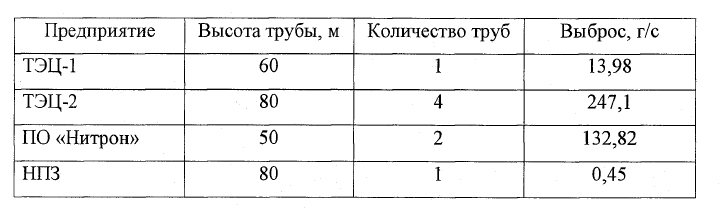 Предприятие Высота трубы, м Количество труб Выброс, г/с
ТЭЦ-1 60 1 13,98
ТЭЦ-2 80 4 247,1
ПО «Нитрон» 50 2 132,82
НПЗ 80 1 0,45